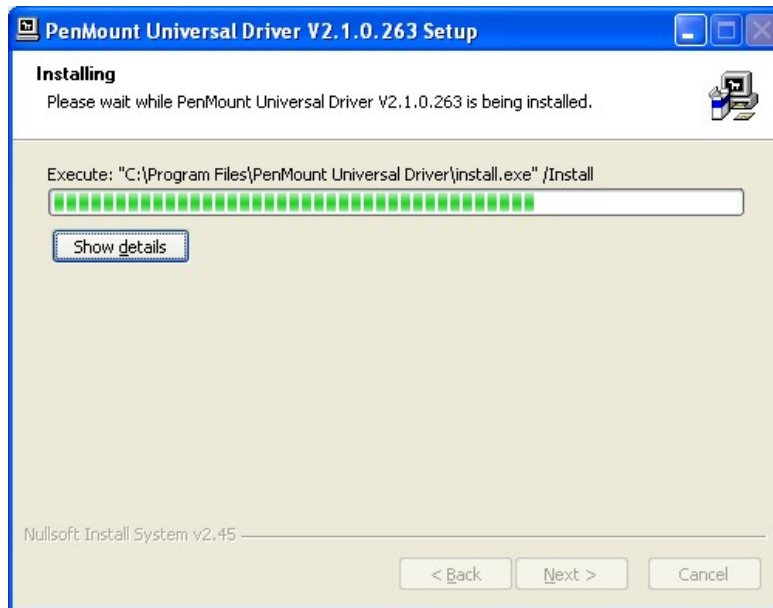 PenMount Universal Driver V2.1.0.263 Setup
Installing
Please wait while PenMount Universal Driver V2.1.0.263 is being installed.
Execute: "C:\Program Files\PenMount Universal Driver\install.exe" /Install
Show details
Nullsoft Install System v2.45
< Back Next > Cancel